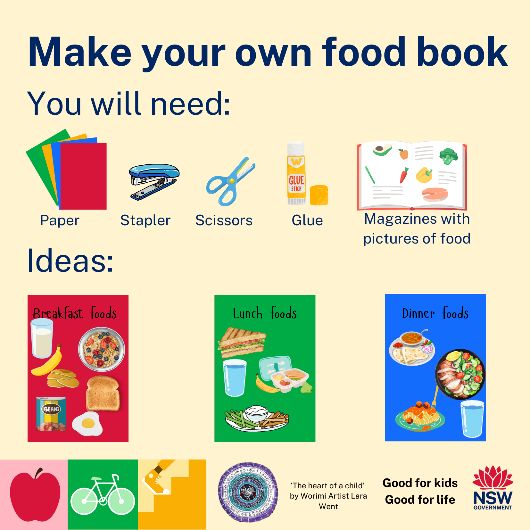 Make your own food book
You will need:
GLUE
STICK
Paper
Stapler
Scissors
Glue
Magazines with
pictures of food
Ideas:
Breakfast foods
BEANS
Lunch foods
Dinner foods
'The heart of a child'
by Worimi Artist Lara
Went
Good for kids
Good for life
NSW
GOVERNMENT